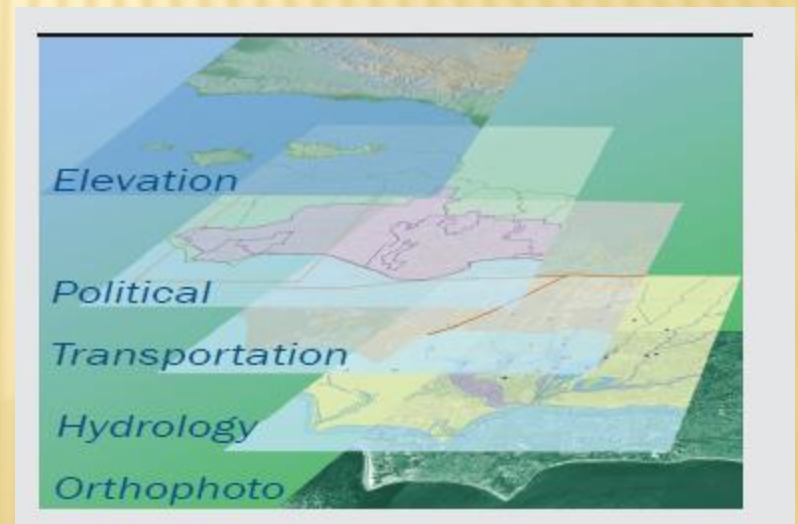 Elevation
Political
Transportation
Hydrology
Orthophoto